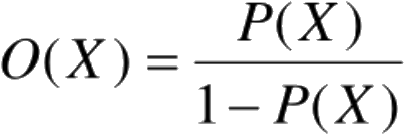 O(X) = P(X) / 1 − P(X)